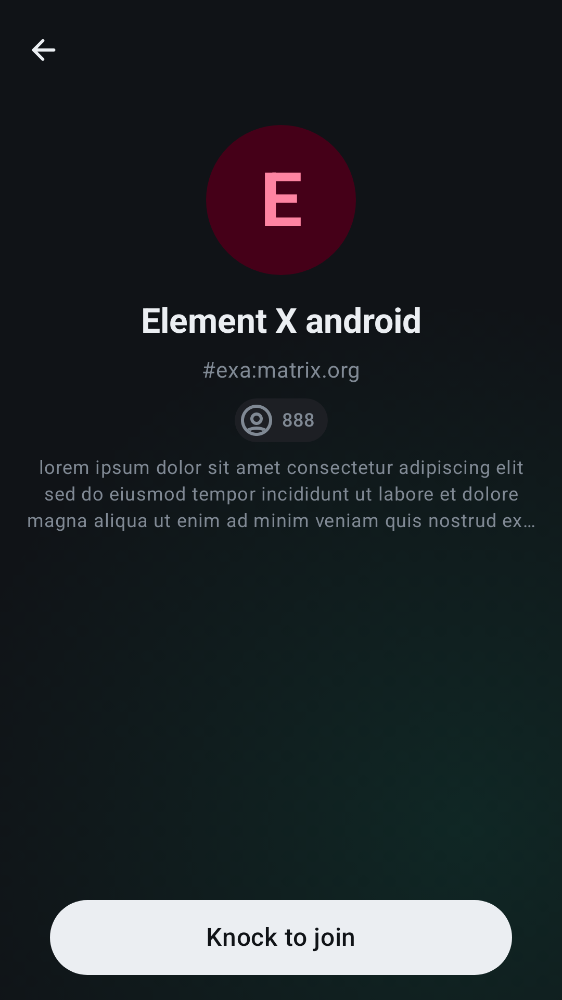 E
Element X android
#exa:matrix.org
888
lorem ipsum dolor sit amet consectetur adipiscing elit
sed do eiusmod tempor incididunt ut labore et dolore
magna aliqua ut enim ad minim veniam quis nostrud ex…
Knock to join